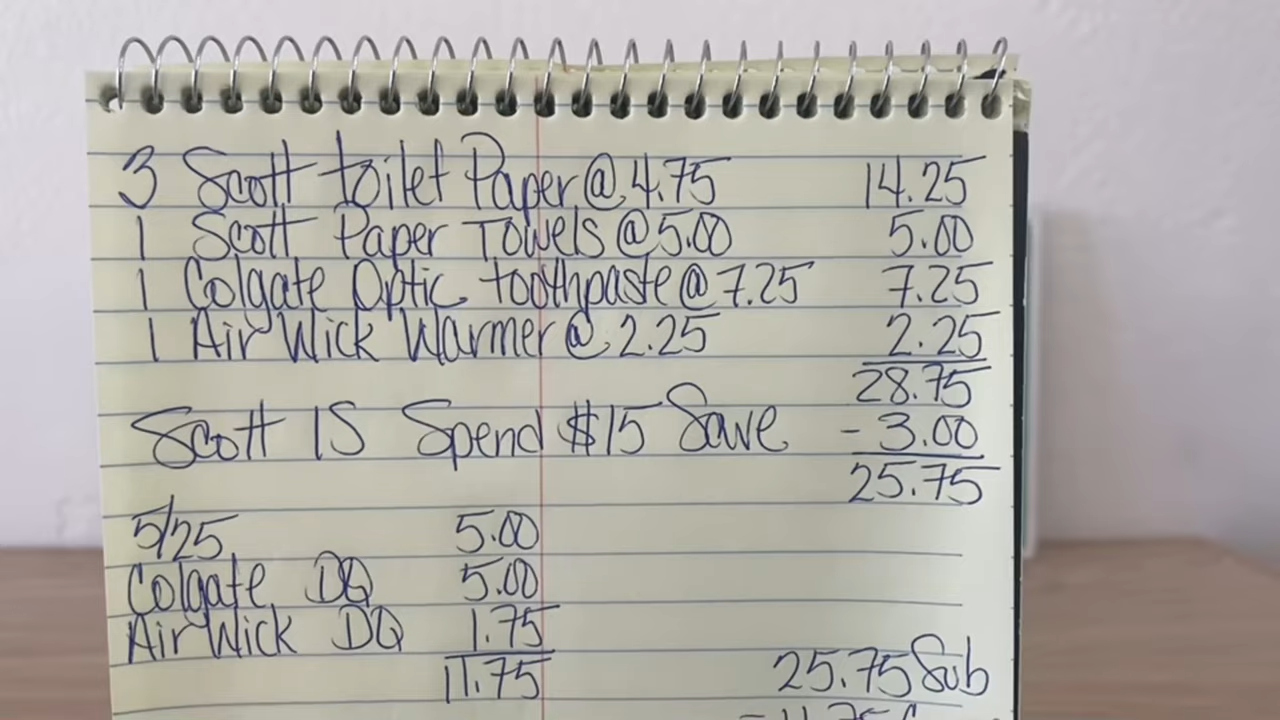 3 Scott toilet Paper @ 4.75 14.25
1 Scott Paper Towels @ 5.00 5.00
1 Colgate Optic toothpaste @ 7.25 7.25
1 Air Wick Warmer @ 2.25 2.25
28.75
Scott IS Spend $15 Save - 3.00
25.75
5/25 5.00
Colgate DQ 5.00
Air Wick DQ 1.75
11.75
25.75 Sub
- 11.75